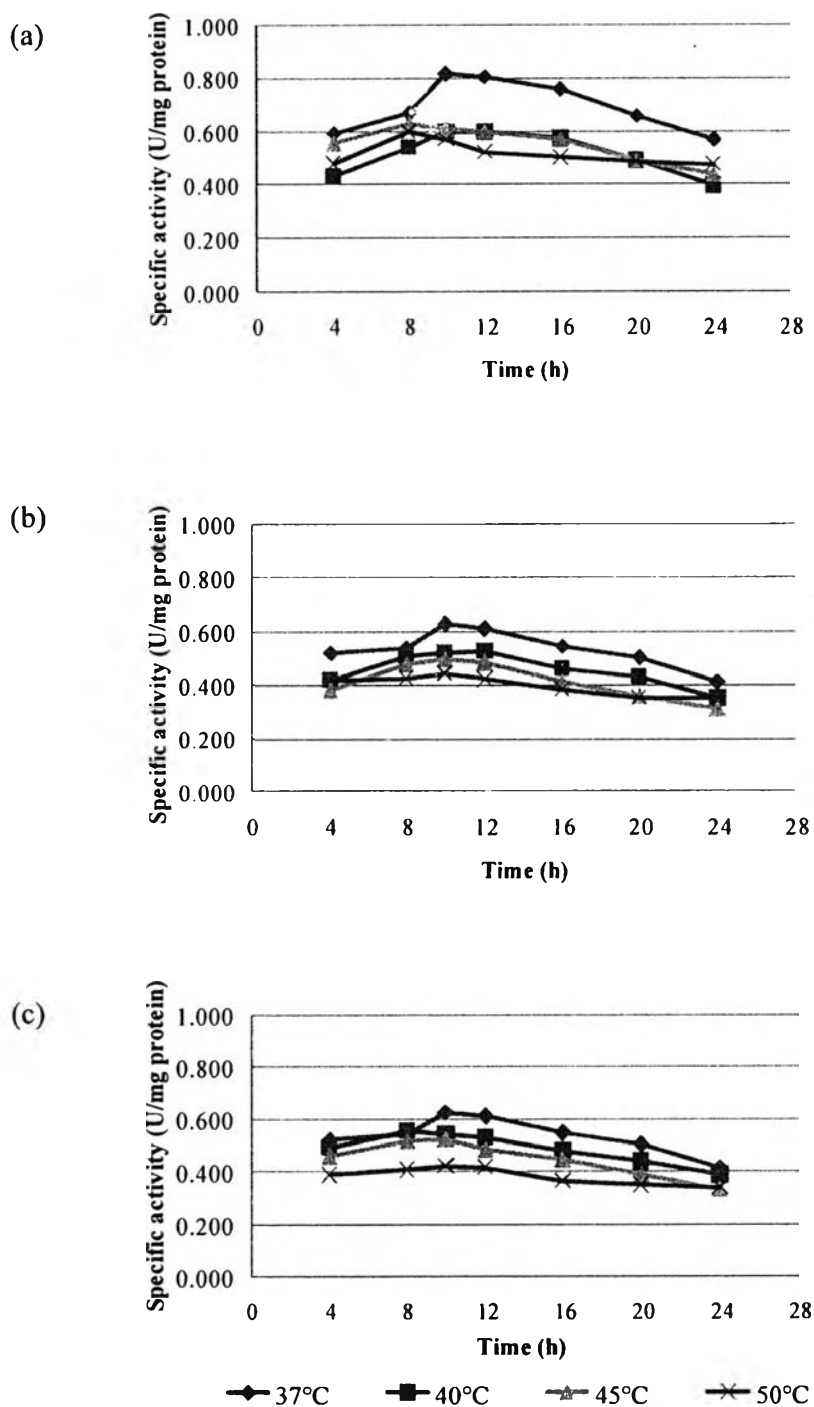 (a)
Specific activity (U/mg protein)
1.000
0.800
0.600
0.400
0.200
0.000
0 4 8 12 16 20 24 28
Time (h)
(b)
Specific activity (U/mg protein)
1.000
0.800
0.600
0.400
0.200
0.000
0 4 8 12 16 20 24 28
Time (h)
(c)
Specific activity (U/mg protein)
1.000
0.800
0.600
0.400
0.200
0.000
0 4 8 12 16 20 24 28
Time (h)
37°C 40°C 45°C 50°C